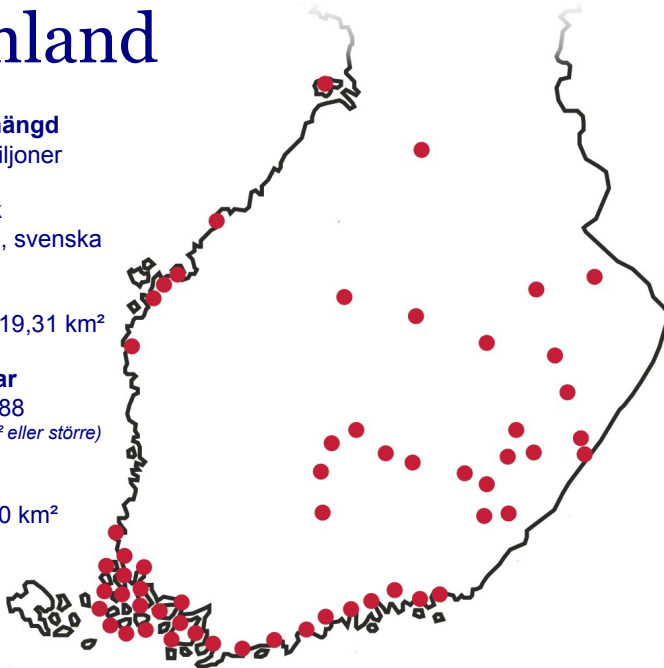 nland
ängd
iljoner
, svenska
19,31 km²
ar
88
² eller större)
0 km²